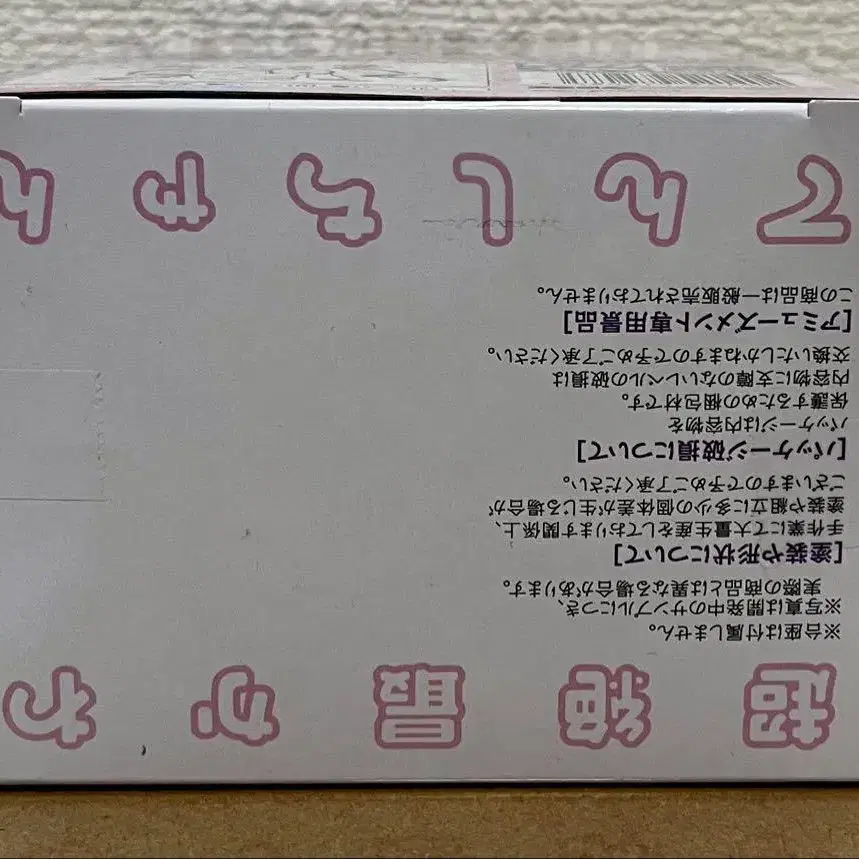 超絶最かわ
※台座は付属しません。
※写真は開発中のサンプルにつき、
実際の商品とは異なる場合があります。
[塗装や形状について]
手作業にて大量生産をしております関係上、
塗装や組立に多少の個体差が生じる場合が
ございますので予めご了承ください。
[パッケージ破損について]
パッケージは内容物を
保護するための梱包材です。
内容物に支障のないレベルの破損は
交換いたしかねますので予めご了承ください。
[アミューズメント専用景品]
この商品は一般販売されておりません。
てんしちゃん